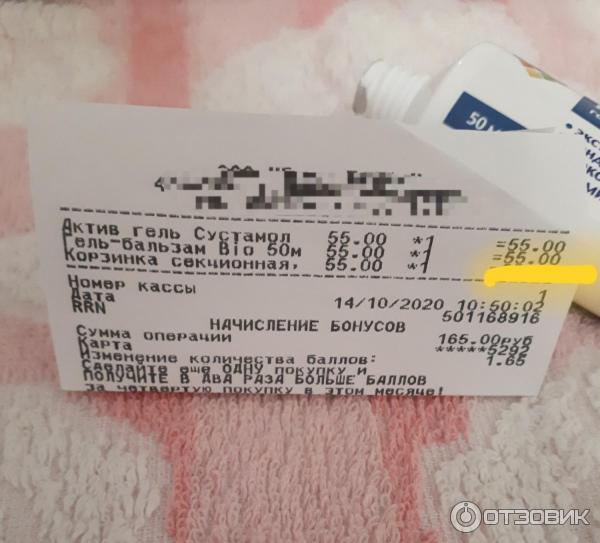 Актив гель Сустамол 55.00 *1 =55.00
Гель-бальзам Bio 50м 55.00 *1 =55.00
Корзинка секционная, 55.00 *1
Номер кассы 1
Дата 14/10/2020 10:50:02
RRN 501168916
НАЧИСЛЕНИЕ БОНУСОВ
Сумма операции 165.00руб
Карта *****5292
Изменение количества баллов: 1.65
Сделайте еще ОДНУ покупку и
ПОЛУЧИТЕ В ДВА РАЗА БОЛЬШЕ БАЛЛОВ
за четвертую покупку в этом месяце!
50 м
ОТЗОВИК